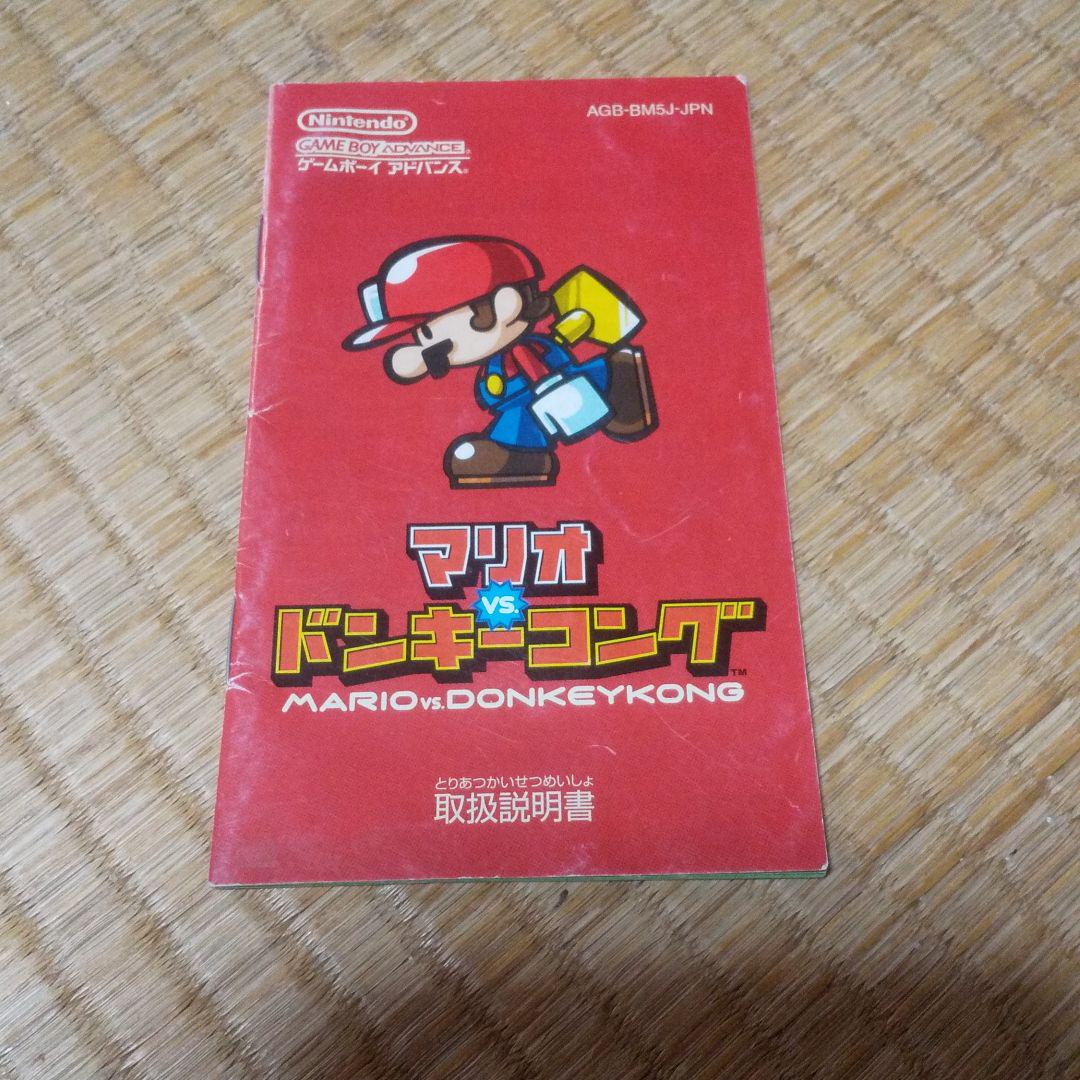 Nintendo
AGB-BM5J-JPN
GAME BOY ADVANCE
ゲームボーイ アドバンス
マリオ
VS.
ドンキーコング
TM
MARIO VS. DONKEYKONG
とりあつかいせつめいしょ
取扱説明書